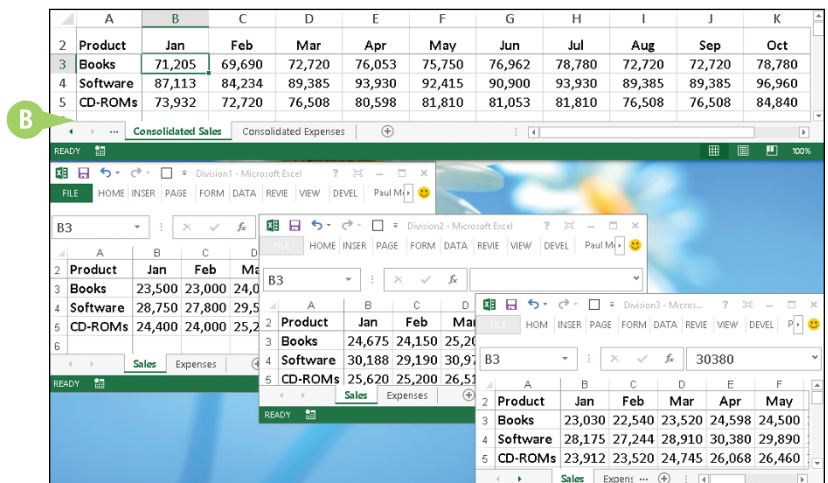 A B C D E F G H I J K
2 Product Jan Feb Mar Apr May Jun Jul Aug Sep Oct
3 Books 71,205 69,690 72,720 76,053 75,750 76,962 78,780 72,720 72,720 78,780
4 Software 87,113 84,234 89,385 93,930 92,415 90,900 93,930 89,385 89,385 96,960
5 CD-ROMs 73,932 72,720 76,508 80,598 81,810 81,053 81,810 76,508 76,508 84,840
B
... Consolidated Sales Consolidated Expenses
READY 100%
Division1 - Microsoft Excel ?
FILE HOME INSER PAGE FORM DATA REVIE VIEW DEVEL Paul
B3 fx
A B C D
2 Product Jan Feb
3 Books 23,500 23,000
4 Software 28,750 27,800
5 CD-ROMs 24,400 24,000
6
Sales Expenses
READY
Division2 - Microsoft Excel ?
FILE HOME INSER PAGE FORM DATA REVIE VIEW DEVEL Paul
B3 fx
A B C D
2 Product Jan Feb
3 Books 24,675 24,150
4 Software 30,188 29,190
5 CD-ROMs 25,620 25,200
Sales Expenses
READY
Division3 - Micros... ?
FILE HOM INSER PAGE FORM DATA REVIE VIEW DEVEL P
B3 fx 30380
A B C D E F
2 Product Jan Feb Mar Apr May
3 Books 23,030 22,540 23,520 24,598 24,500
4 Software 28,175 27,244 28,910 30,380 29,890
5 CD-ROMs 23,912 23,520 24,745 26,068 26,460
Sales Expens ...